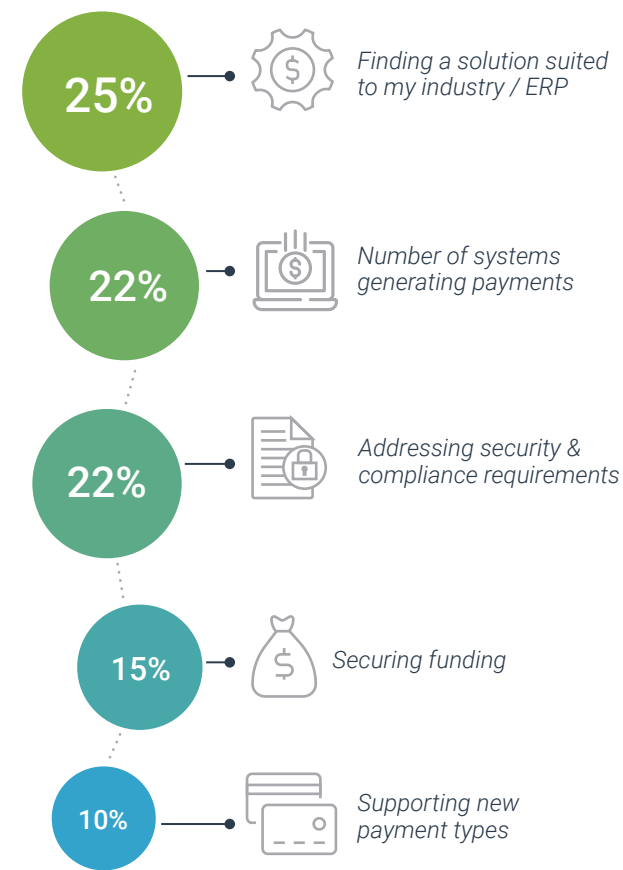 25%
Finding a solution suited
to my industry / ERP
22%
Number of systems
generating payments
22%
Addressing security &
compliance requirements
15%
Securing funding
10%
Supporting new
payment types